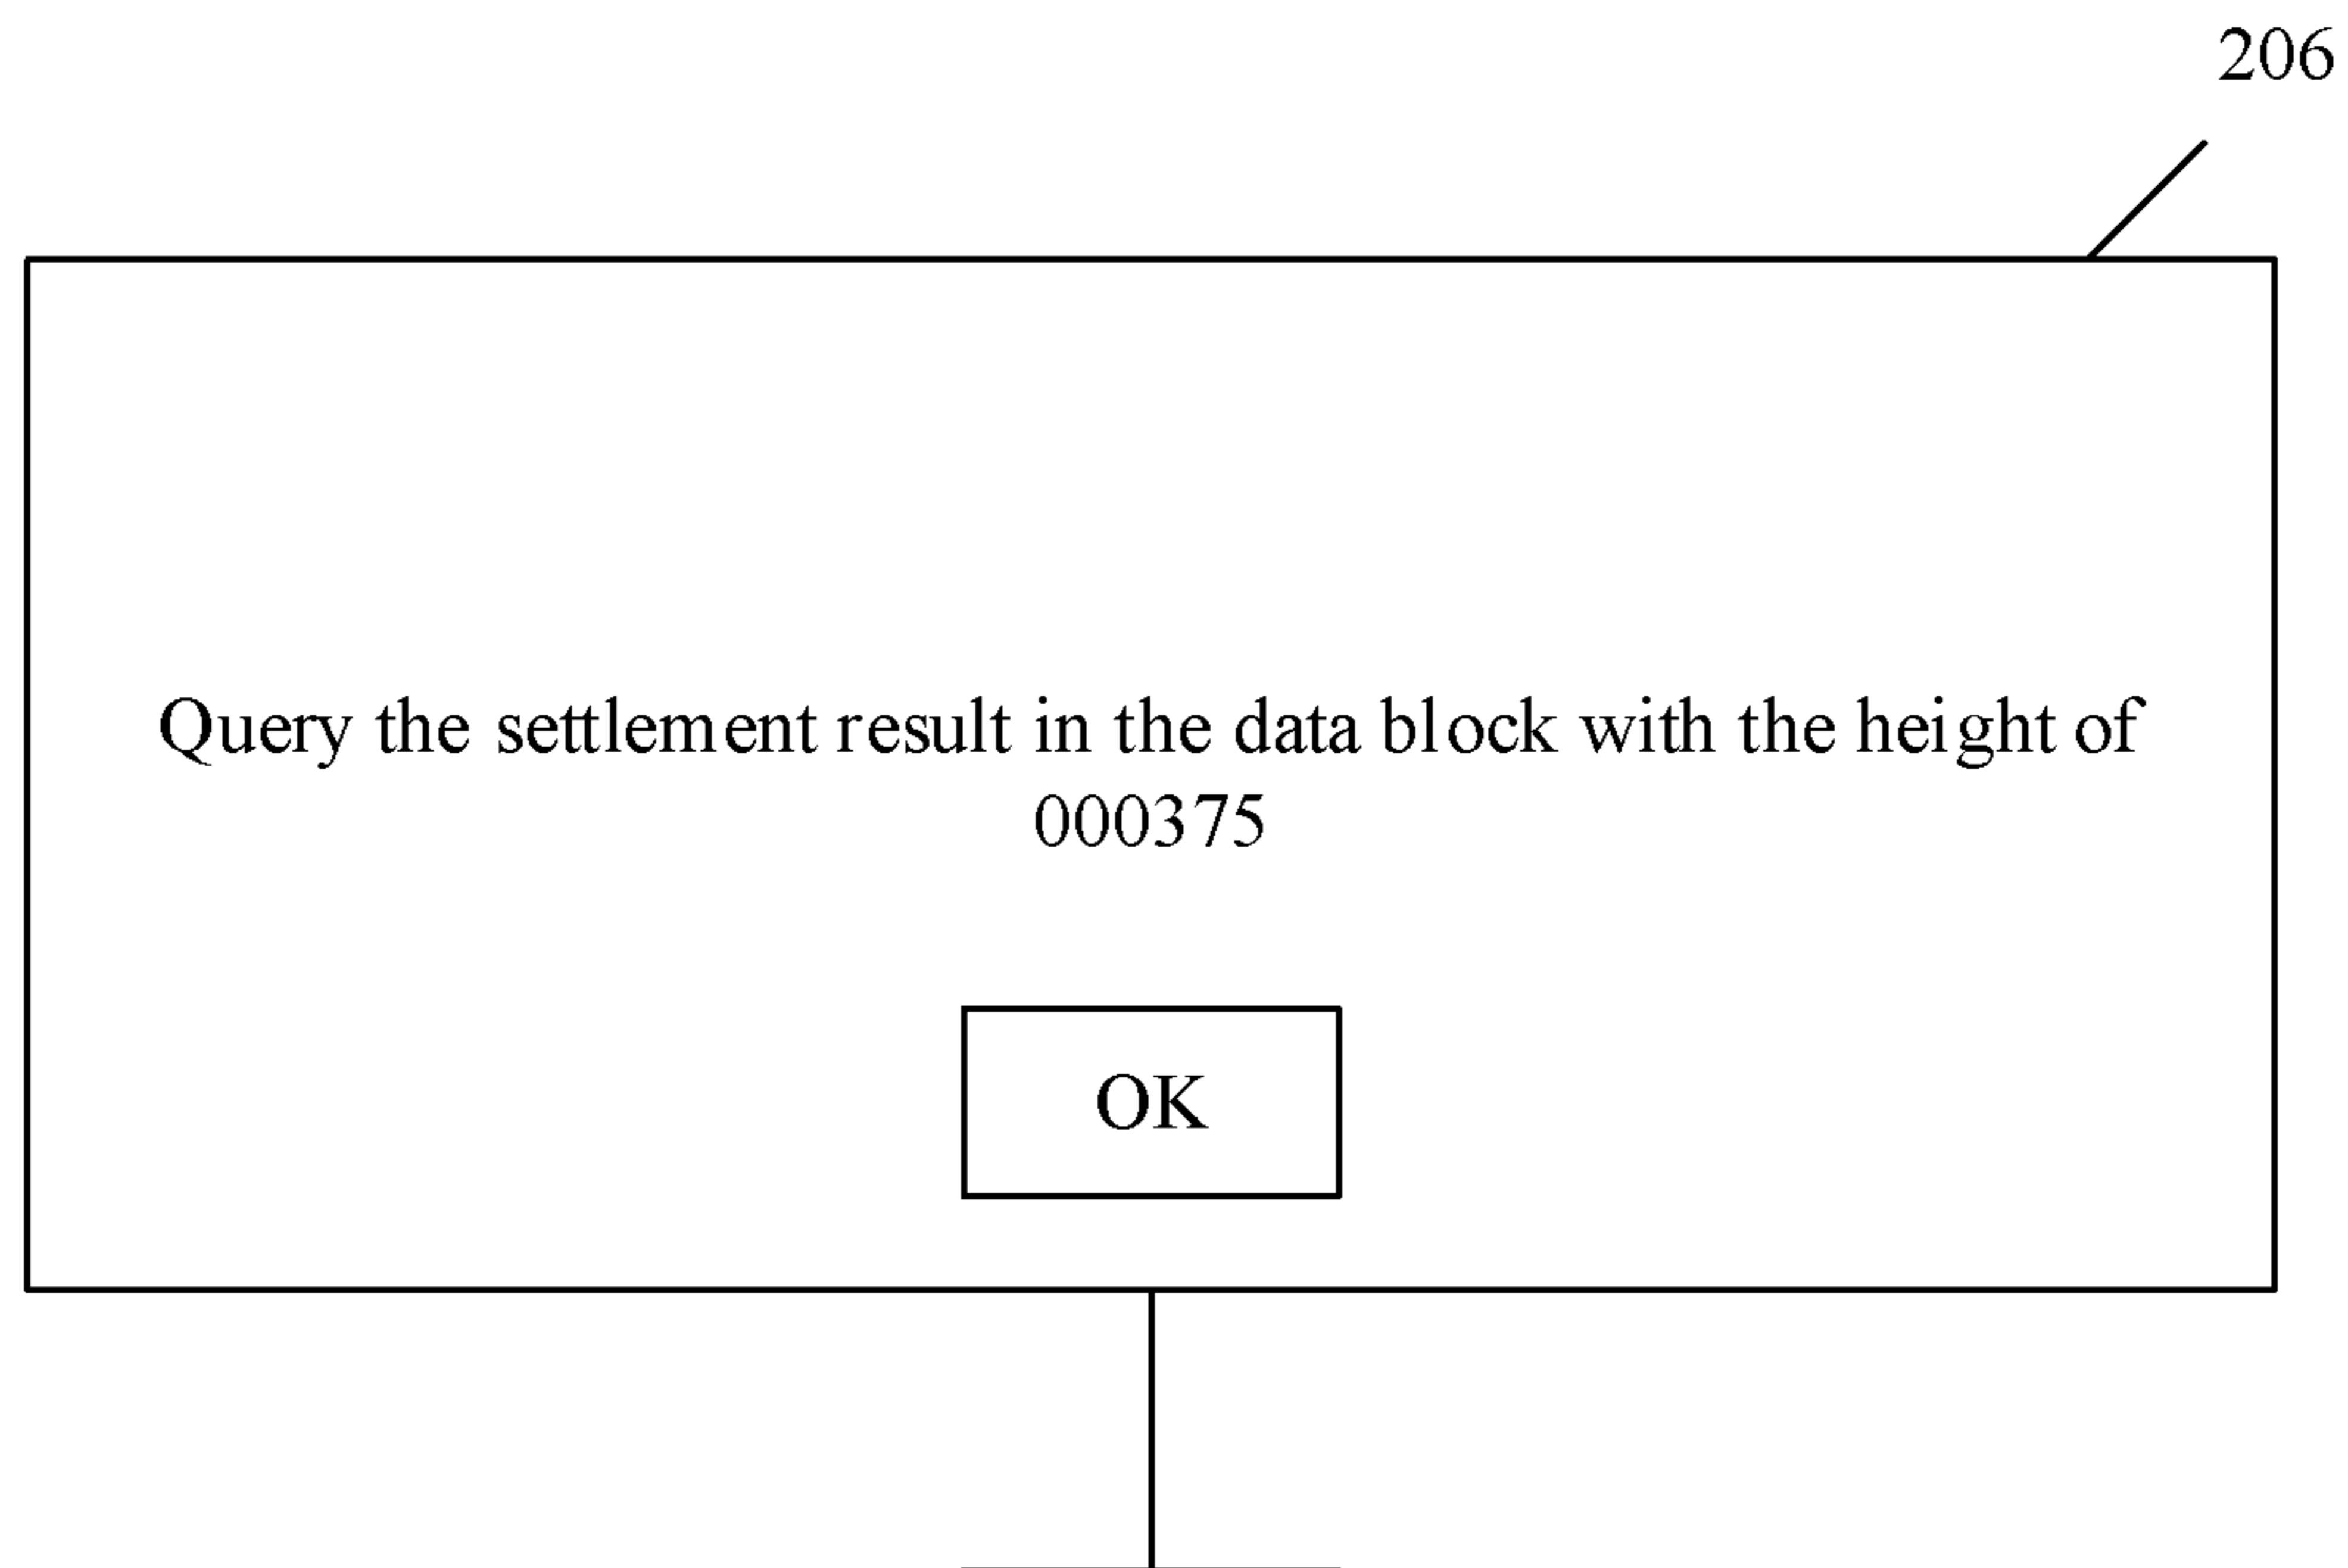 206
Query the settlement result in the data block with the height of
000375
OK